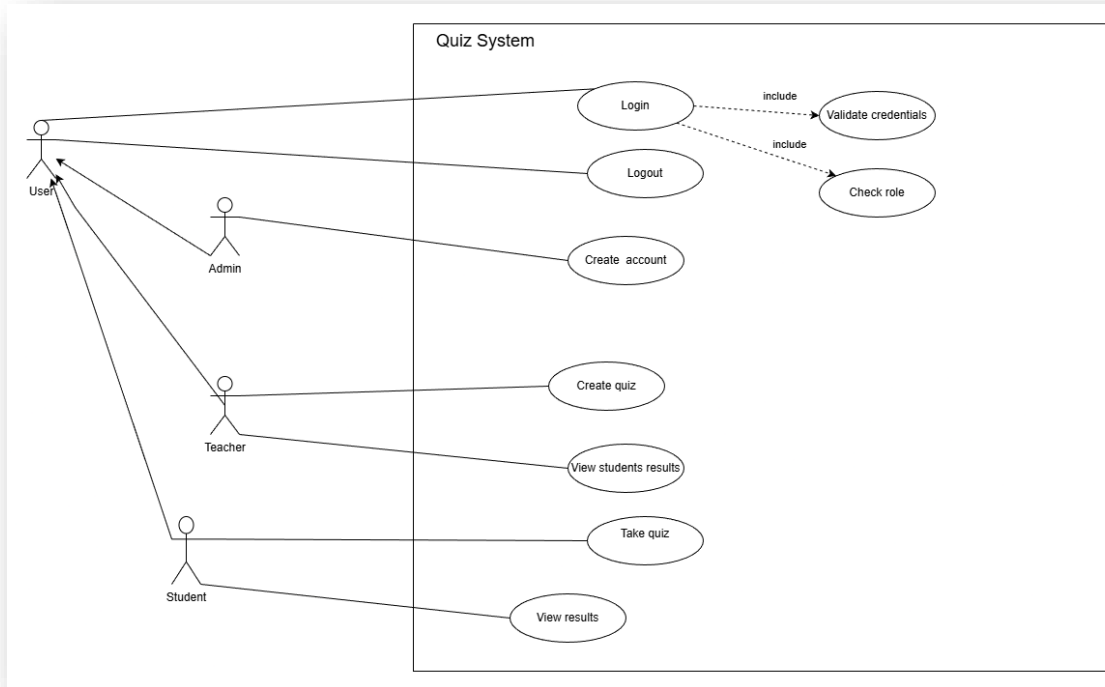 Quiz System
Login
include
Validate credentials
include
Check role
Logout
User
Admin
Create  account
Create quiz
Teacher
View students results
Take quiz
Student
View results